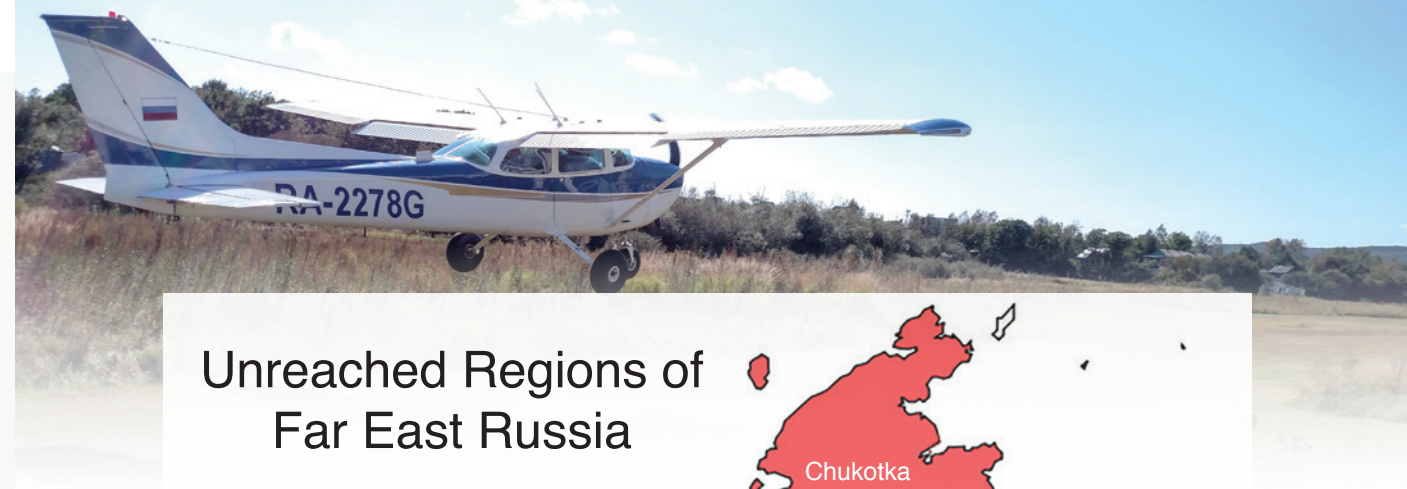 RA-2278G
Unreached Regions of
Far East Russia
Chukotka